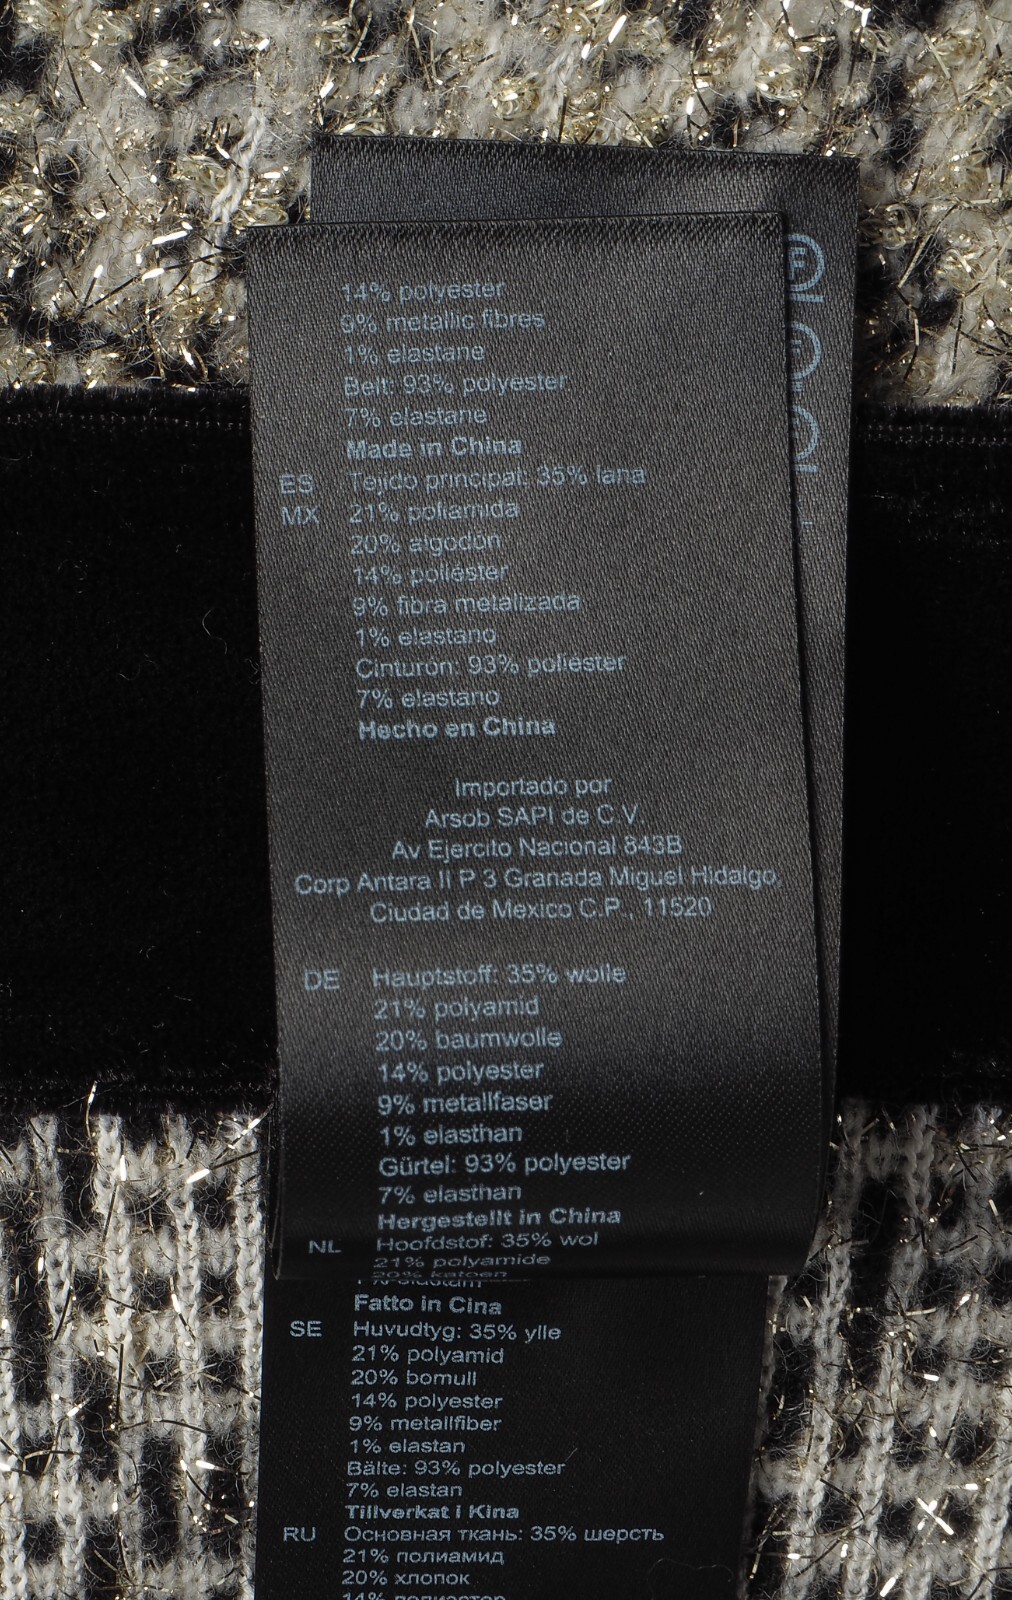 14% polyester
9% metallic fibres
1% elastane
Belt: 93% polyester
7% elastane
Made in China
ES Tejido principal: 35% lana
MX 21% poliamida
20% algodón
14% poliéster
9% fibra metalizada
1% elastano
Cinturón: 93% poliéster
7% elastano
Hecho en China
Importado por
Arsob SAPI de C.V.
Av Ejercito Nacional 843B
Corp Antara II P 3 Granada Miguel Hidalgo,
Ciudad de Mexico C.P., 11520
DE Hauptstoff: 35% wolle
21% polyamid
20% baumwolle
14% polyester
9% metallfaser
1% elasthan
Gürtel: 93% polyester
7% elasthan
Hergestellt in China
NL Hoofdstof: 35% wol
21% polyamide
20% katoen
Fatto in Cina
SE Huvudtyg: 35% ylle
21% polyamid
20% bomull
14% polyester
9% metallfiber
1% elastan
Bälte: 93% polyester
7% elastan
Tillverkat i Kina
RU Основная ткань: 35% шерсть
21% полиамид
20% хлопок
14% полиэстер